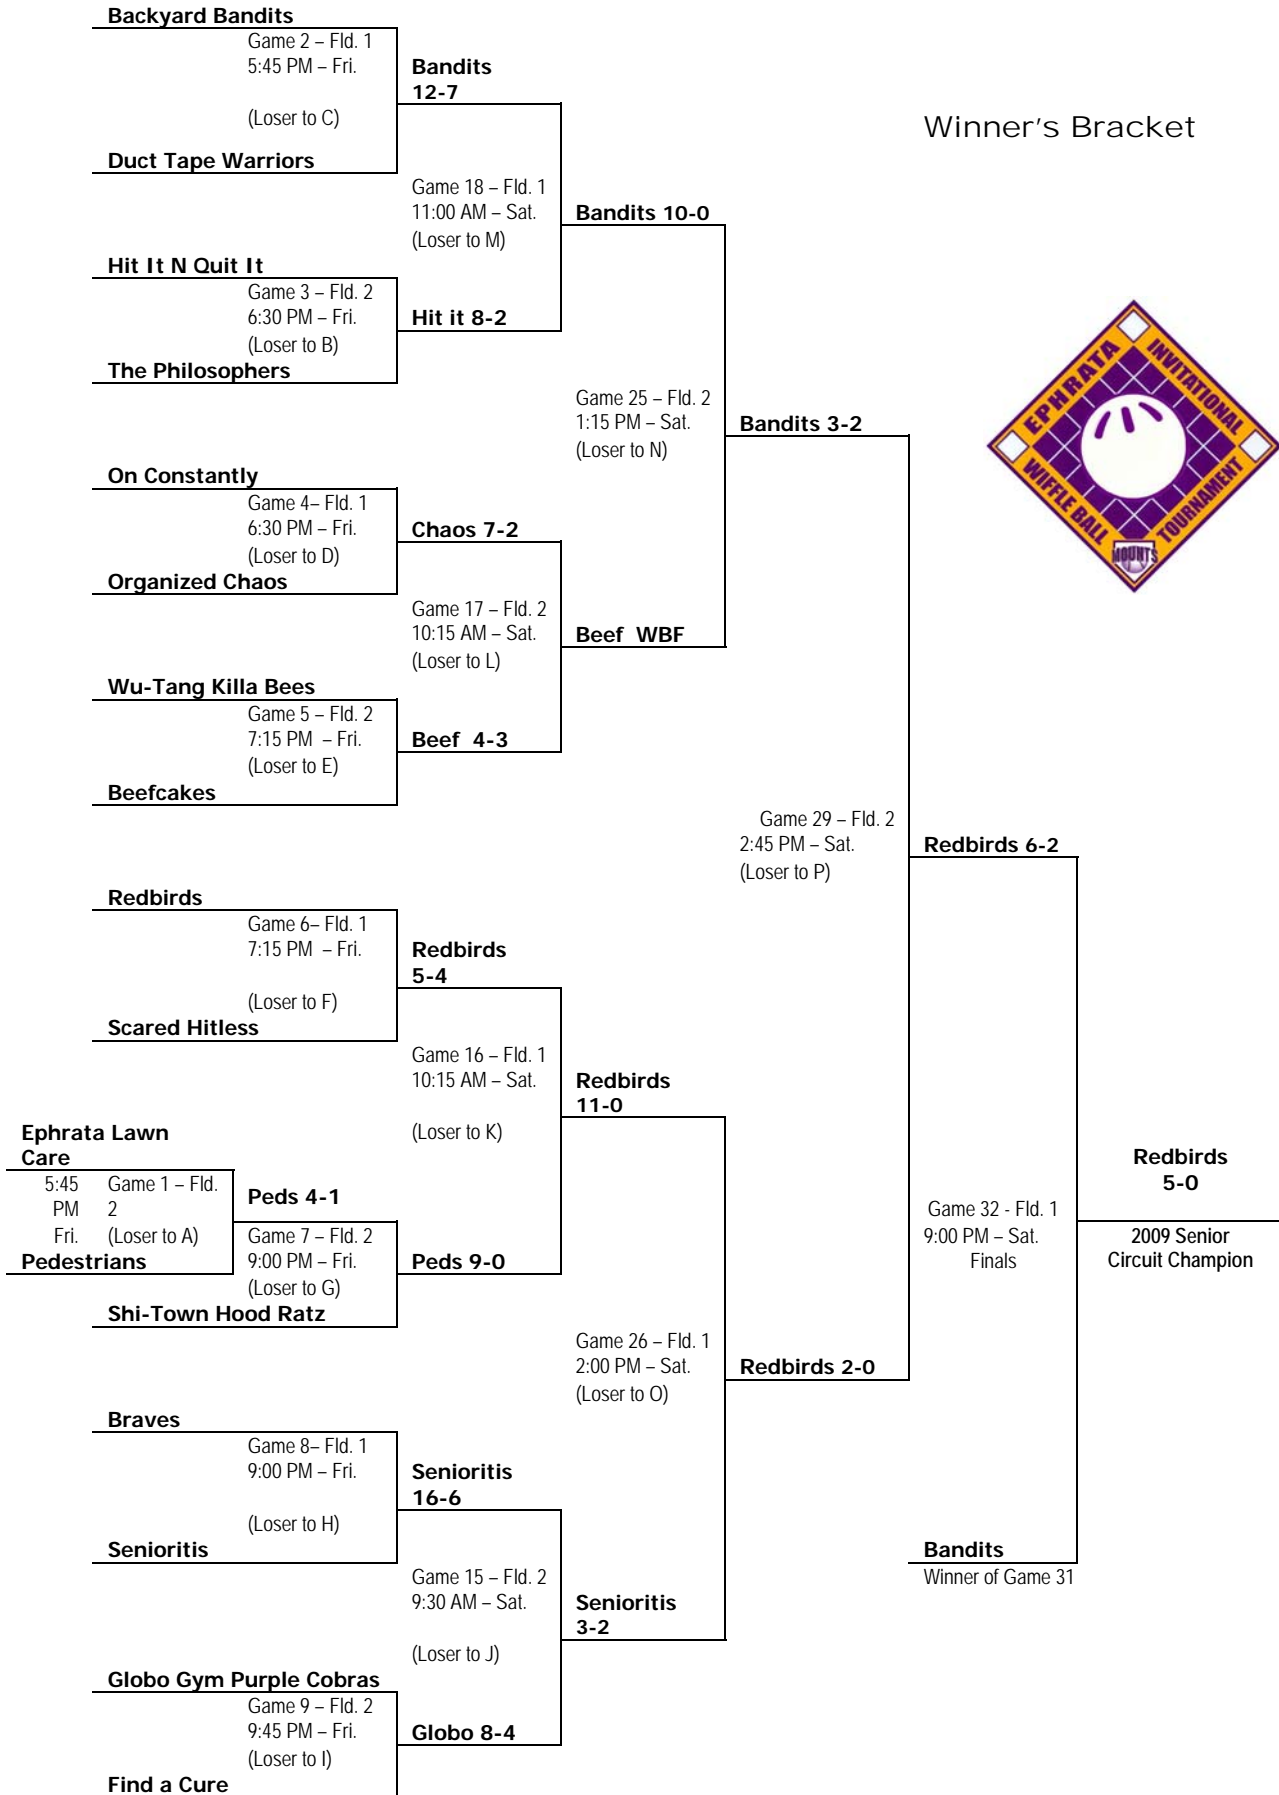 Backyard Bandits
Game 2 – Fld. 1
5:45 PM – Fri.
(Loser to C)
Duct Tape Warriors
Bandits
12-7
Winner's Bracket
Game 18 – Fld. 1
11:00 AM – Sat.
(Loser to M)
Bandits 10-0
Hit It N Quit It
Game 3 – Fld. 2
6:30 PM – Fri.
(Loser to B)
The Philosophers
Hit it 8-2
EPHRATA
INVITATIONAL
WIFFLE BALL
TOURNAMENT
MOUNTS
Game 25 – Fld. 2
1:15 PM – Sat.
(Loser to N)
Bandits 3-2
On Constantly
Game 4– Fld. 1
6:30 PM – Fri.
(Loser to D)
Organized Chaos
Chaos 7-2
Game 17 – Fld. 2
10:15 AM – Sat.
(Loser to L)
Beef  WBF
Wu-Tang Killa Bees
Game 5 – Fld. 2
7:15 PM  – Fri.
(Loser to E)
Beefcakes
Beef  4-3
Game 29 – Fld. 2
2:45 PM – Sat.
(Loser to P)
Redbirds 6-2
Redbirds
Game 6– Fld. 1
7:15 PM  – Fri.
(Loser to F)
Scared Hitless
Redbirds
5-4
Game 16 – Fld. 1
10:15 AM – Sat.
(Loser to K)
Redbirds
11-0
Ephrata Lawn
Care
5:45 Game 1 – Fld.
PM 2
Fri. (Loser to A)
Pedestrians
Peds 4-1
Game 7 – Fld. 2
9:00 PM – Fri.
(Loser to G)
Shi-Town Hood Ratz
Peds 9-0
Game 32 - Fld. 1
9:00 PM – Sat.
Finals
Redbirds
5-0
2009 Senior
Circuit Champion
Game 26 – Fld. 1
2:00 PM – Sat.
(Loser to O)
Redbirds 2-0
Braves
Game 8– Fld. 1
9:00 PM – Fri.
(Loser to H)
Senioritis
Senioritis
16-6
Game 15 – Fld. 2
9:30 AM – Sat.
(Loser to J)
Senioritis
3-2
Bandits
Winner of Game 31
Globo Gym Purple Cobras
Game 9 – Fld. 2
9:45 PM – Fri.
(Loser to I)
Find a Cure
Globo 8-4